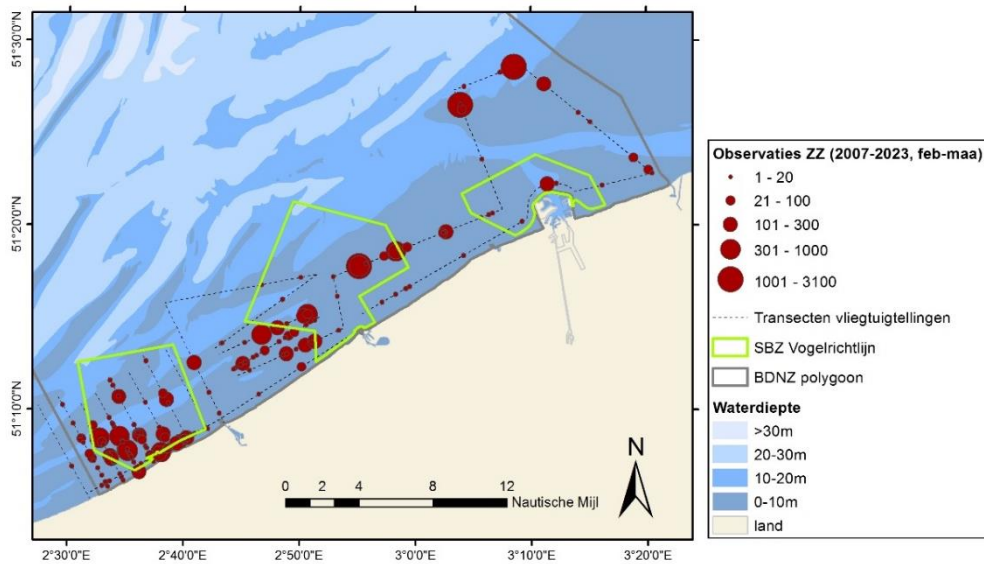 51°30'0"N
51°20'0"N
51°10'0"N
2°30'0"E
2°40'0"E
2°50'0"E
3°0'0"E
3°10'0"E
3°20'0"E
0 2 4 8 12
Nautische Mijl
N
Observaties ZZ (2007-2023, feb-maa)
1 - 20
21 - 100
101 - 300
301 - 1000
1001 - 3100
Transecten vliegtuigtellingen
SBZ Vogelrichtlijn
BDNZ polygoon
Waterdiepte
>30m
20-30m
10-20m
0-10m
land